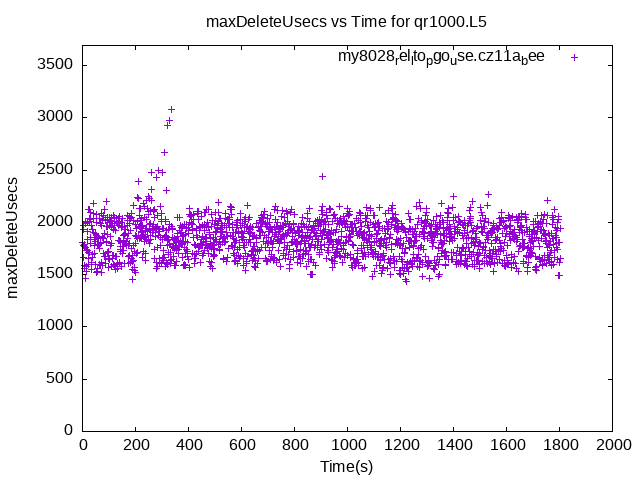 maxDeleteUsecs vs Time for qr1000.L5
my8028relltopgouse.cz11abee
maxDeleteUsecs
3500
3000
2500
2000
1500
1000
500
0
0 200 400 600 800 1000 1200 1400 1600 1800 2000
Time(s)